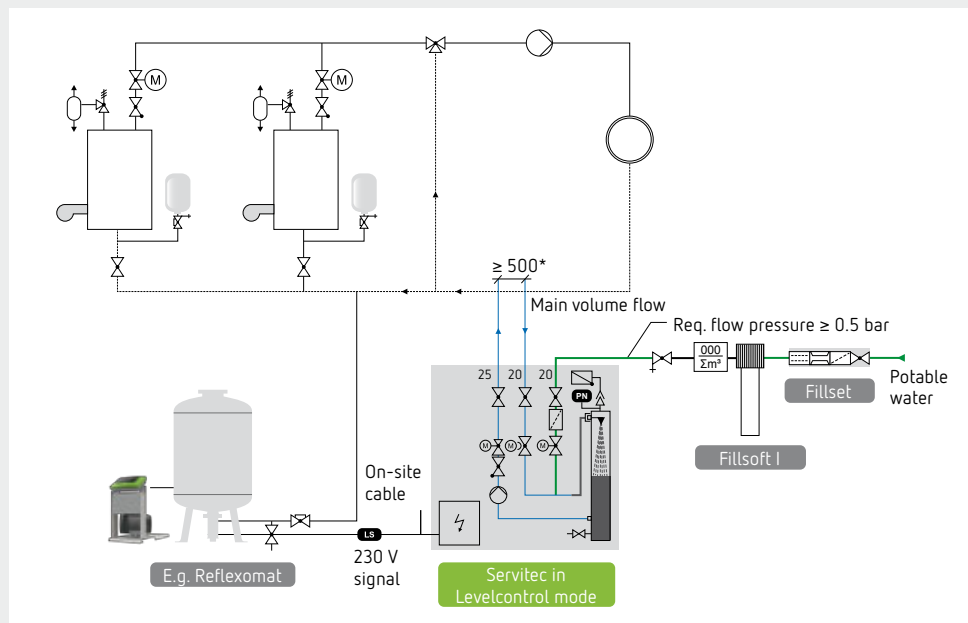 M
M
≥ 500*
Main volume flow
Req. flow pressure ≥ 0.5 bar
000
Σm³
Potable
water
Fillset
Fillsoft I
25
20
20
PN
M
M
M
On-site
cable
LS
230 V
signal
E.g. Reflexomat
Servitec in
Levelcontrol mode